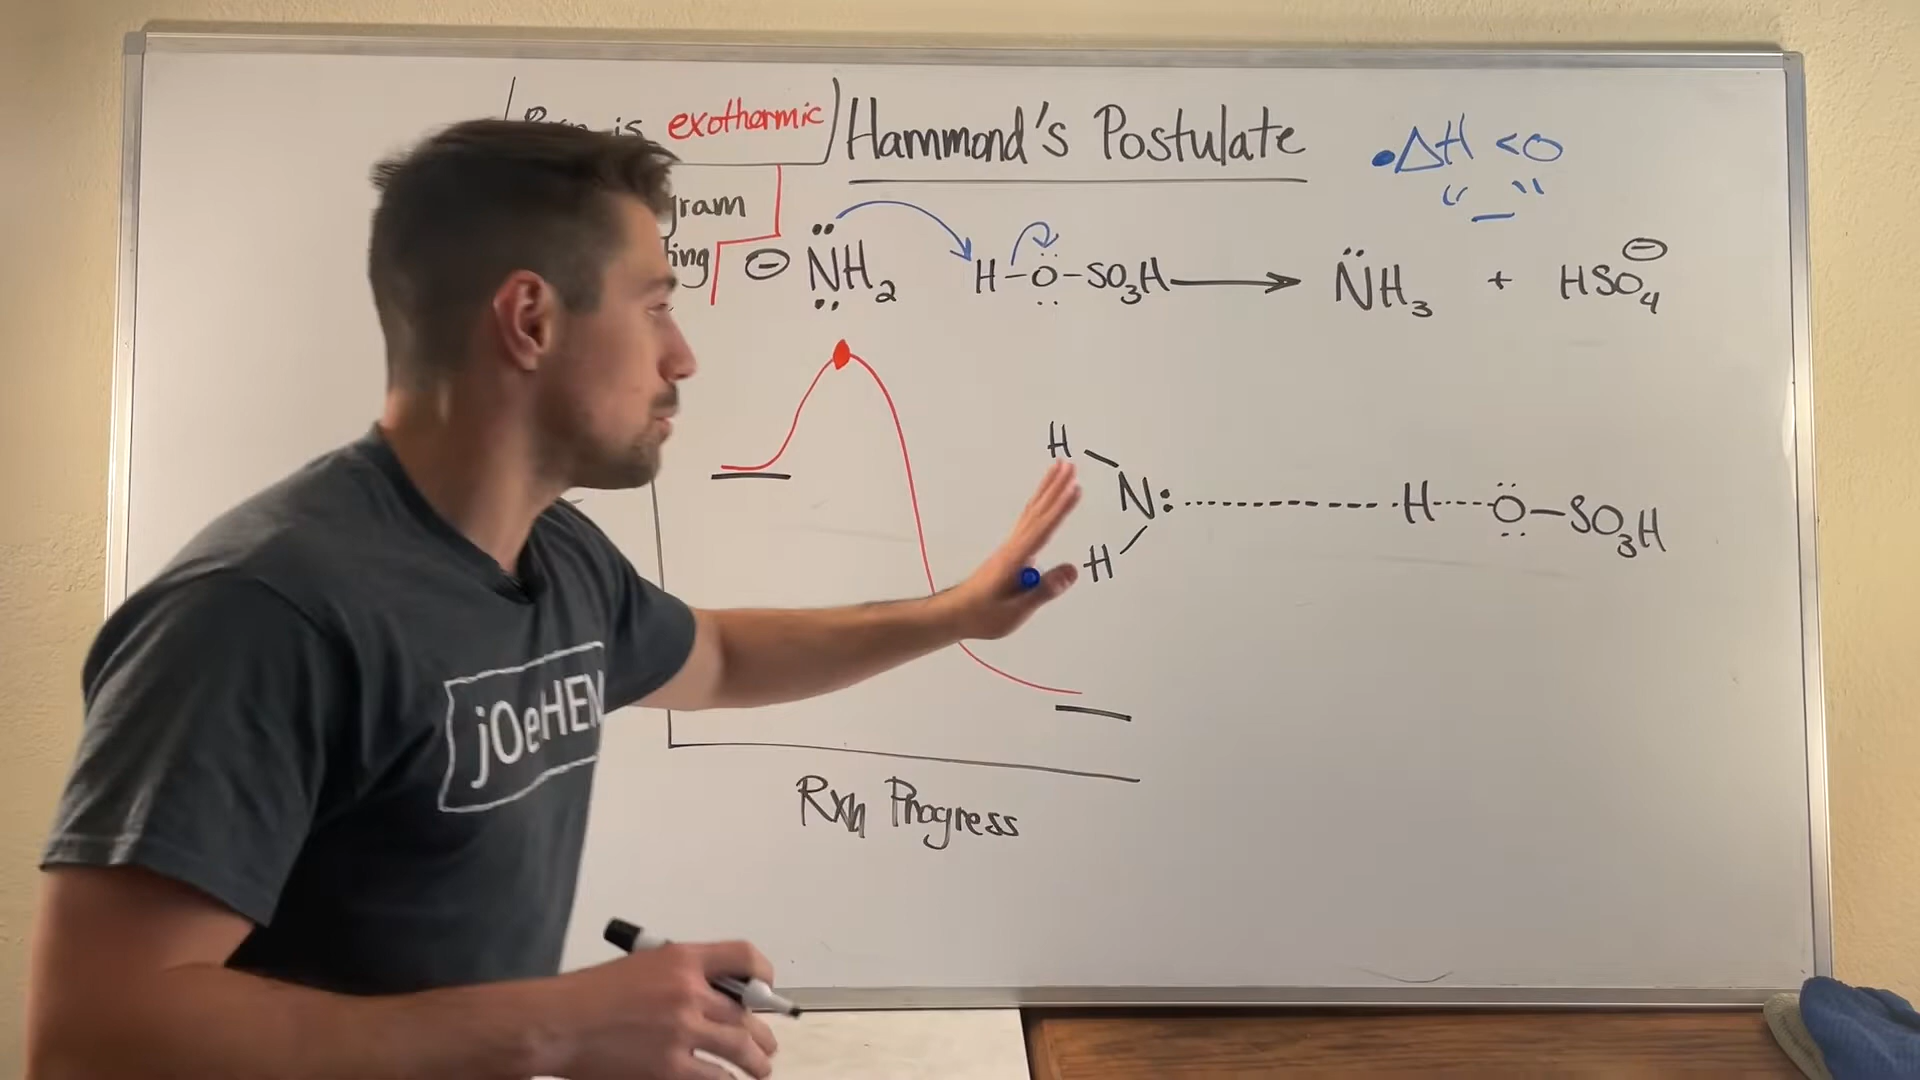 is exothermic
Hammond's Postulate
ΔH <0
"_"
gram
ing
⊖ NH2 H-O-SO3H → NH3 + HSO4 ⊖
H
N: H O-SO3H
H
jOeHEM
Rxn Progress